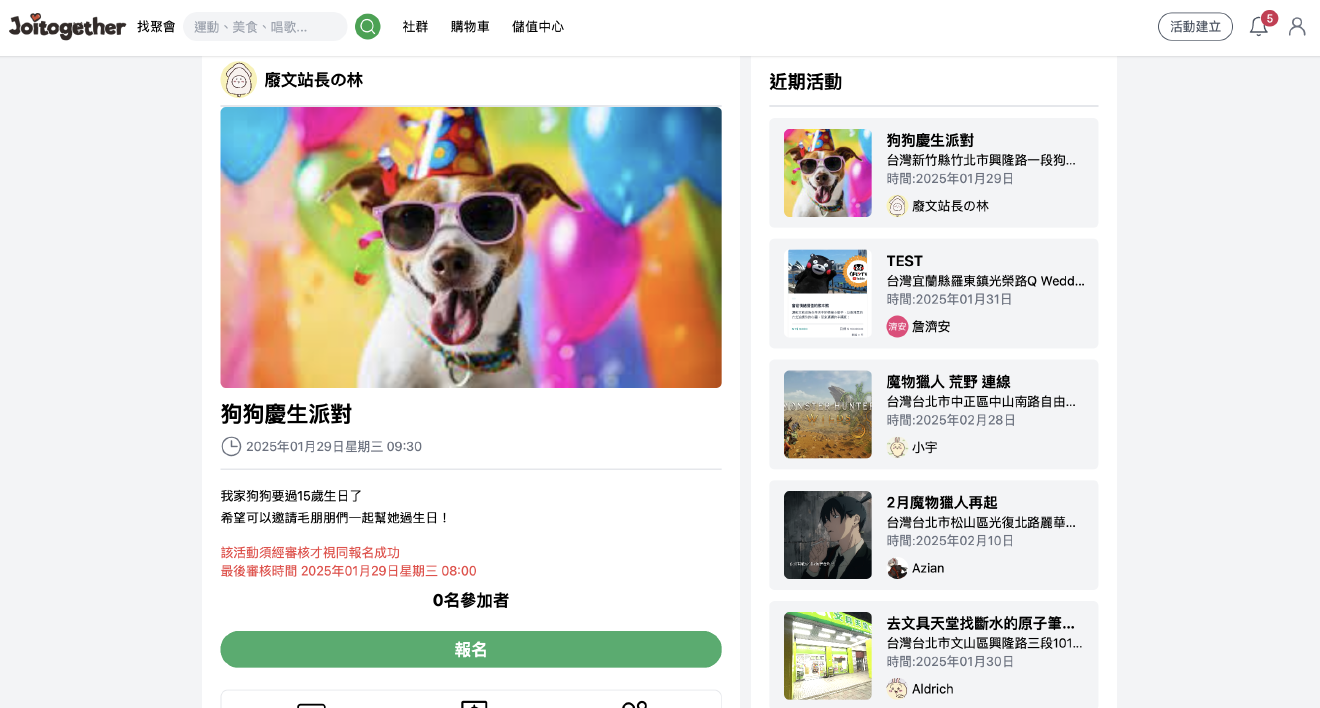 Joitogether
找聚會
運動、美食、唱歌...
社群
購物車
儲值中心
活動建立
5
廢文站長の林
狗狗慶生派對
2025年01月29日星期三 09:30
我家狗狗要過15歲生日了
希望可以邀請毛朋朋們一起幫她過生日！
該活動須經審核才視同報名成功
最後審核時間 2025年01月29日星期三 08:00
0名參加者
報名
近期活動
狗狗慶生派對
台灣新竹縣竹北市興隆路一段狗...
時間:2025年01月29日
廢文站長の林
TEST
台灣宜蘭縣羅東鎮光榮路Q Wedd...
時間:2025年01月31日
濟安
詹濟安
魔物獵人 荒野 連線
台灣台北市中正區中山南路自由...
時間:2025年02月28日
小宇
MONSTER HUNTER
2月魔物獵人再起
台灣台北市松山區光復北路麗華...
時間:2025年02月10日
Azian
去文具天堂找斷水的原子筆...
台灣台北市文山區興隆路三段101...
時間:2025年01月30日
Aldrich